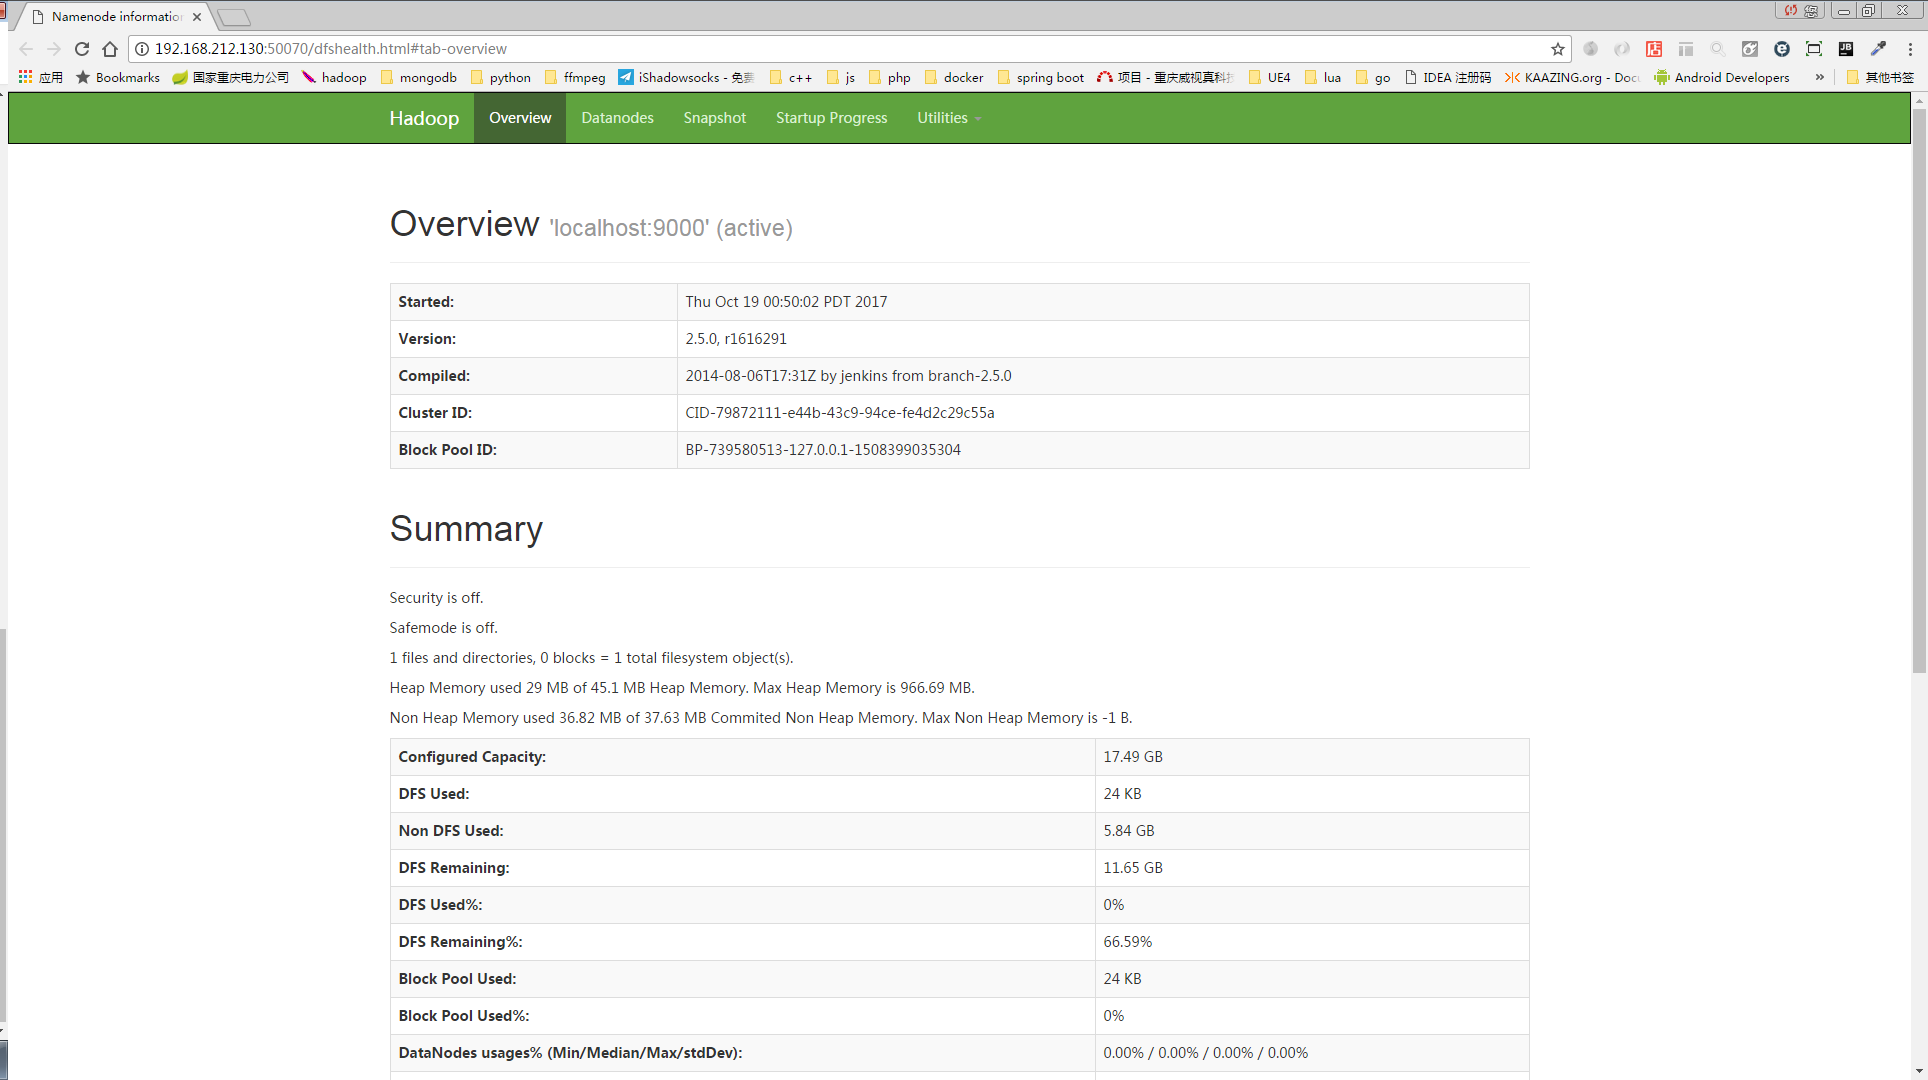 Namenode information
192.168.212.130:50070/dfshealth.html#tab-overview
应用 Bookmarks 国家重庆电力公司 hadoop mongodb python ffmpeg iShadowsocks - 免费 c++ js php docker spring boot 项目 - 重庆威视真科技 UE4 lua go IDEA 注册码 KAAZING.org - Docu Android Developers » 其他书签
Hadoop Overview Datanodes Snapshot Startup Progress Utilities
Overview 'localhost:9000' (active)
Started: Thu Oct 19 00:50:02 PDT 2017
Version: 2.5.0, r1616291
Compiled: 2014-08-06T17:31Z by jenkins from branch-2.5.0
Cluster ID: CID-79872111-e44b-43c9-94ce-fe4d2c29c55a
Block Pool ID: BP-739580513-127.0.0.1-1508399035304
Summary
Security is off.
Safemode is off.
1 files and directories, 0 blocks = 1 total filesystem object(s).
Heap Memory used 29 MB of 45.1 MB Heap Memory. Max Heap Memory is 966.69 MB.
Non Heap Memory used 36.82 MB of 37.63 MB Commited Non Heap Memory. Max Non Heap Memory is -1 B.
Configured Capacity: 17.49 GB
DFS Used: 24 KB
Non DFS Used: 5.84 GB
DFS Remaining: 11.65 GB
DFS Used%: 0%
DFS Remaining%: 66.59%
Block Pool Used: 24 KB
Block Pool Used%: 0%
DataNodes usages% (Min/Median/Max/stdDev): 0.00% / 0.00% / 0.00% / 0.00%